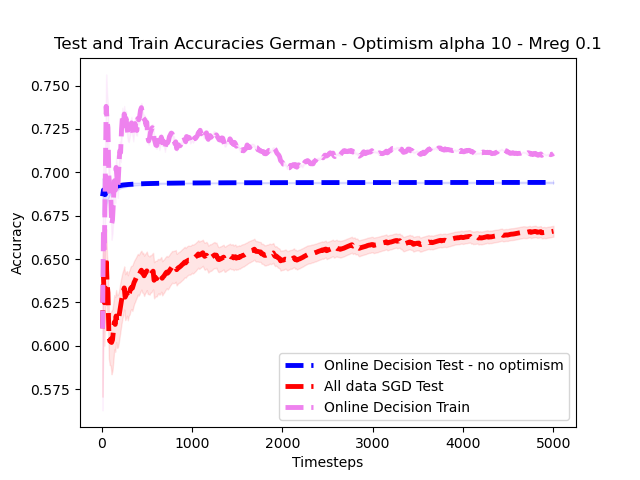 Test and Train Accuracies German - Optimism alpha 10 - Mreg 0.1
0.750
0.725
0.700
0.675
0.650
0.625
0.600
0.575
Accuracy
Online Decision Test - no optimism
All data SGD Test
Online Decision Train
0
1000
2000
3000
4000
5000
Timesteps